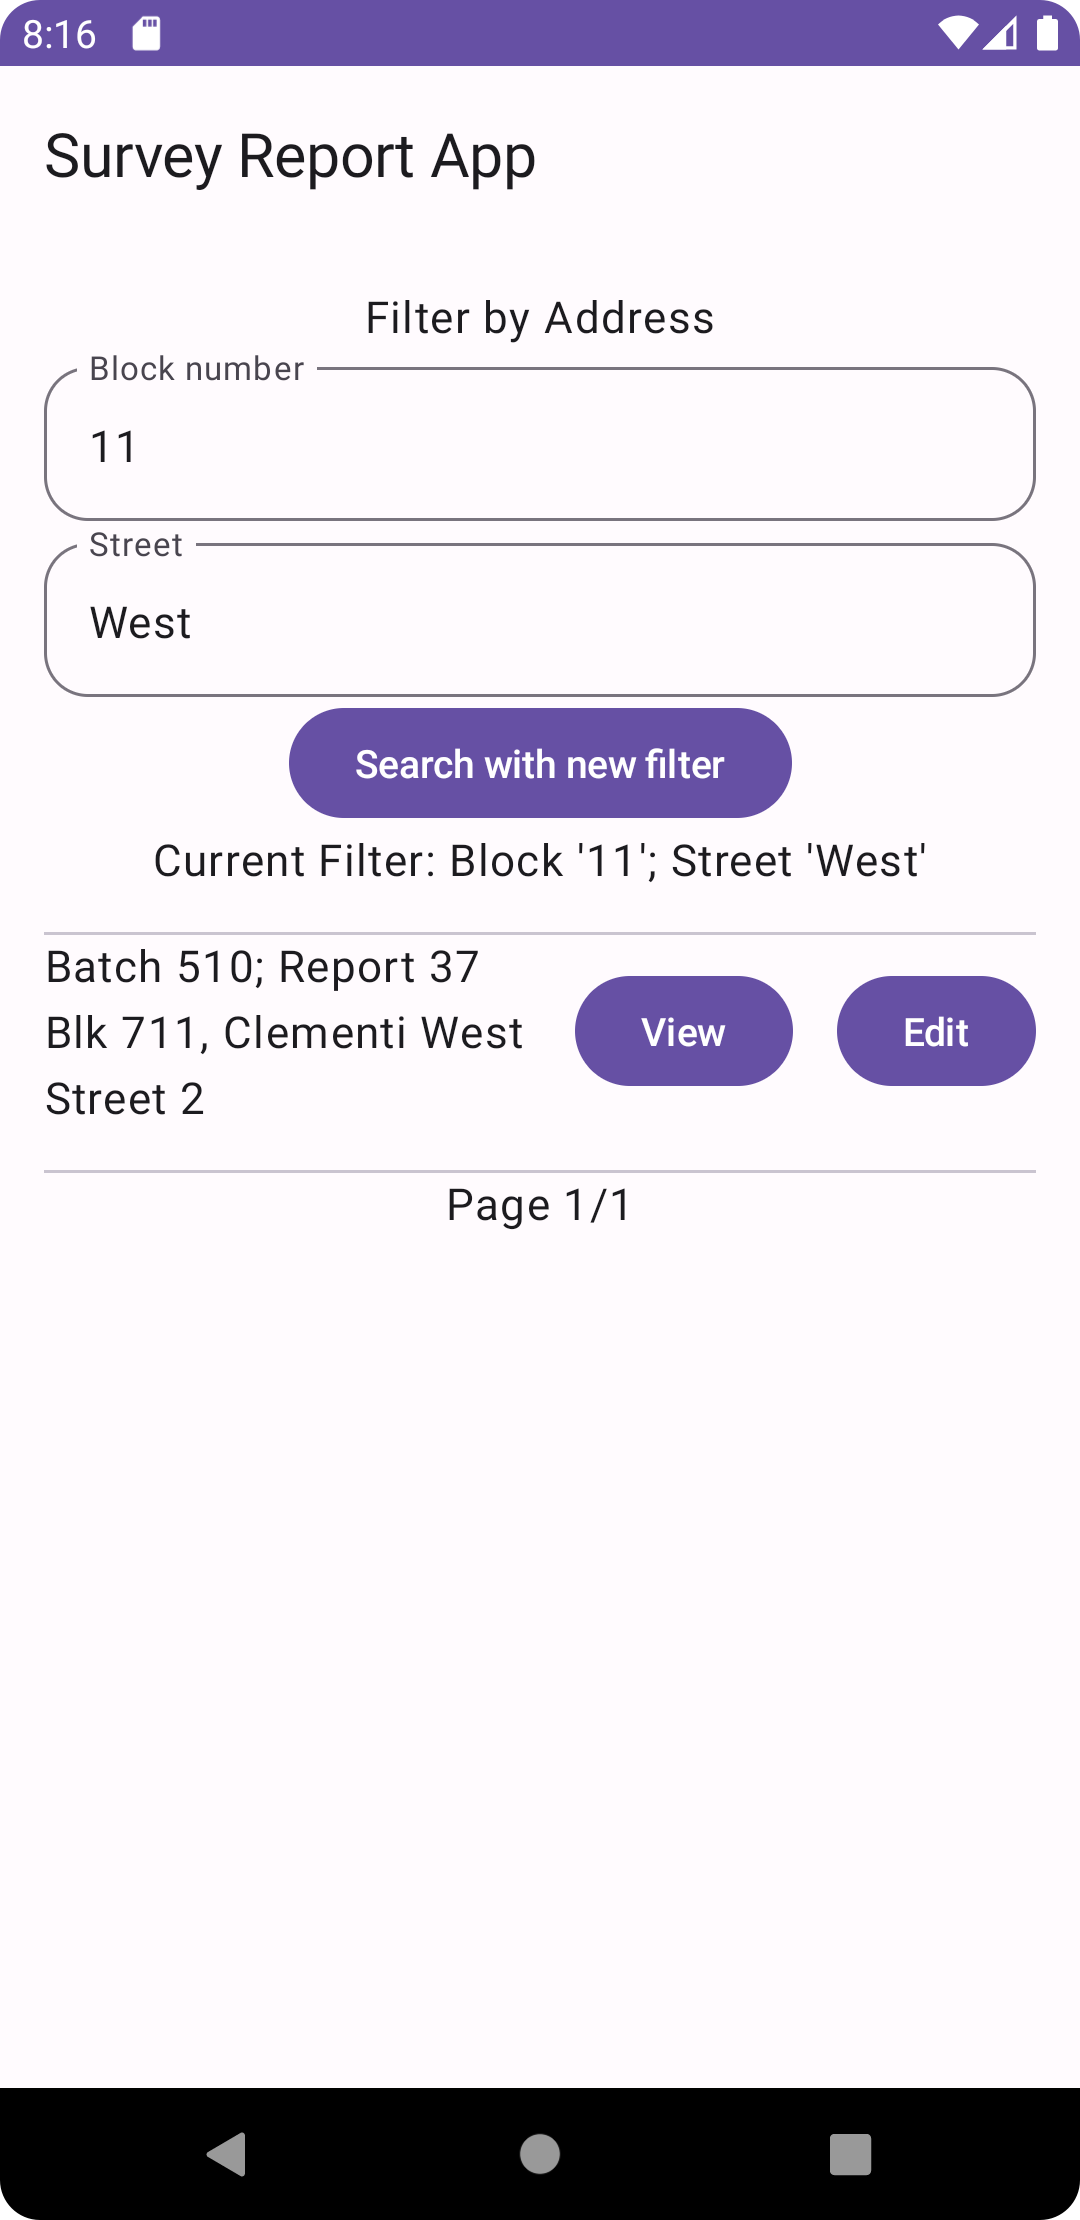 8:16
Survey Report App
Filter by Address
Block number
11
Street
West
Search with new filter
Current Filter: Block '11'; Street 'West'
Batch 510; Report 37
Blk 711, Clementi West
Street 2
View
Edit
Page 1/1